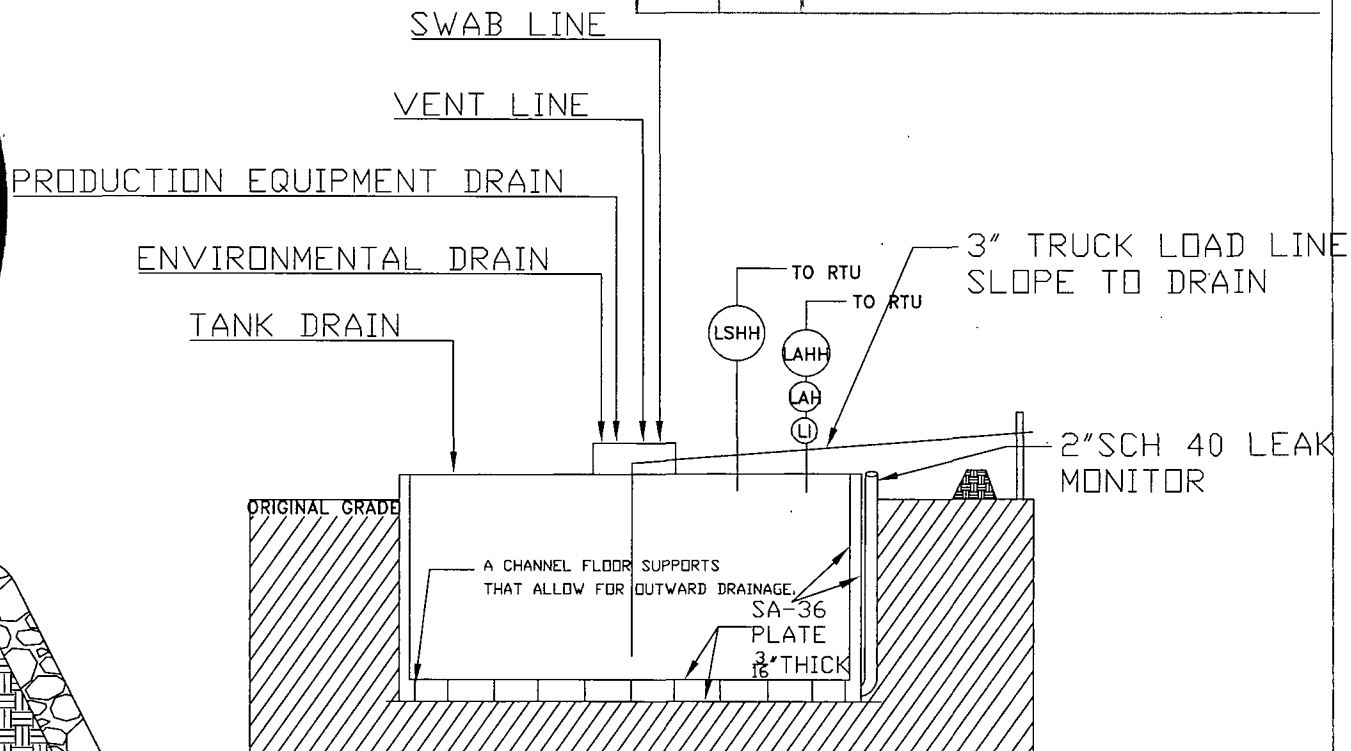 SWAB LINE
VENT LINE
PRODUCTION EQUIPMENT DRAIN
ENVIRONMENTAL DRAIN
TANK DRAIN
TO RTU
TO RTU
3" TRUCK LOAD LINE
SLOPE TO DRAIN
LSHH
LAHH
LAH
LI
2"SCH 40 LEAK
MONITOR
ORIGINAL GRADE
A CHANNEL FLOOR SUPPORTS
THAT ALLOW FOR OUTWARD DRAINAGE.
SA-36
PLATE
3/16"THICK